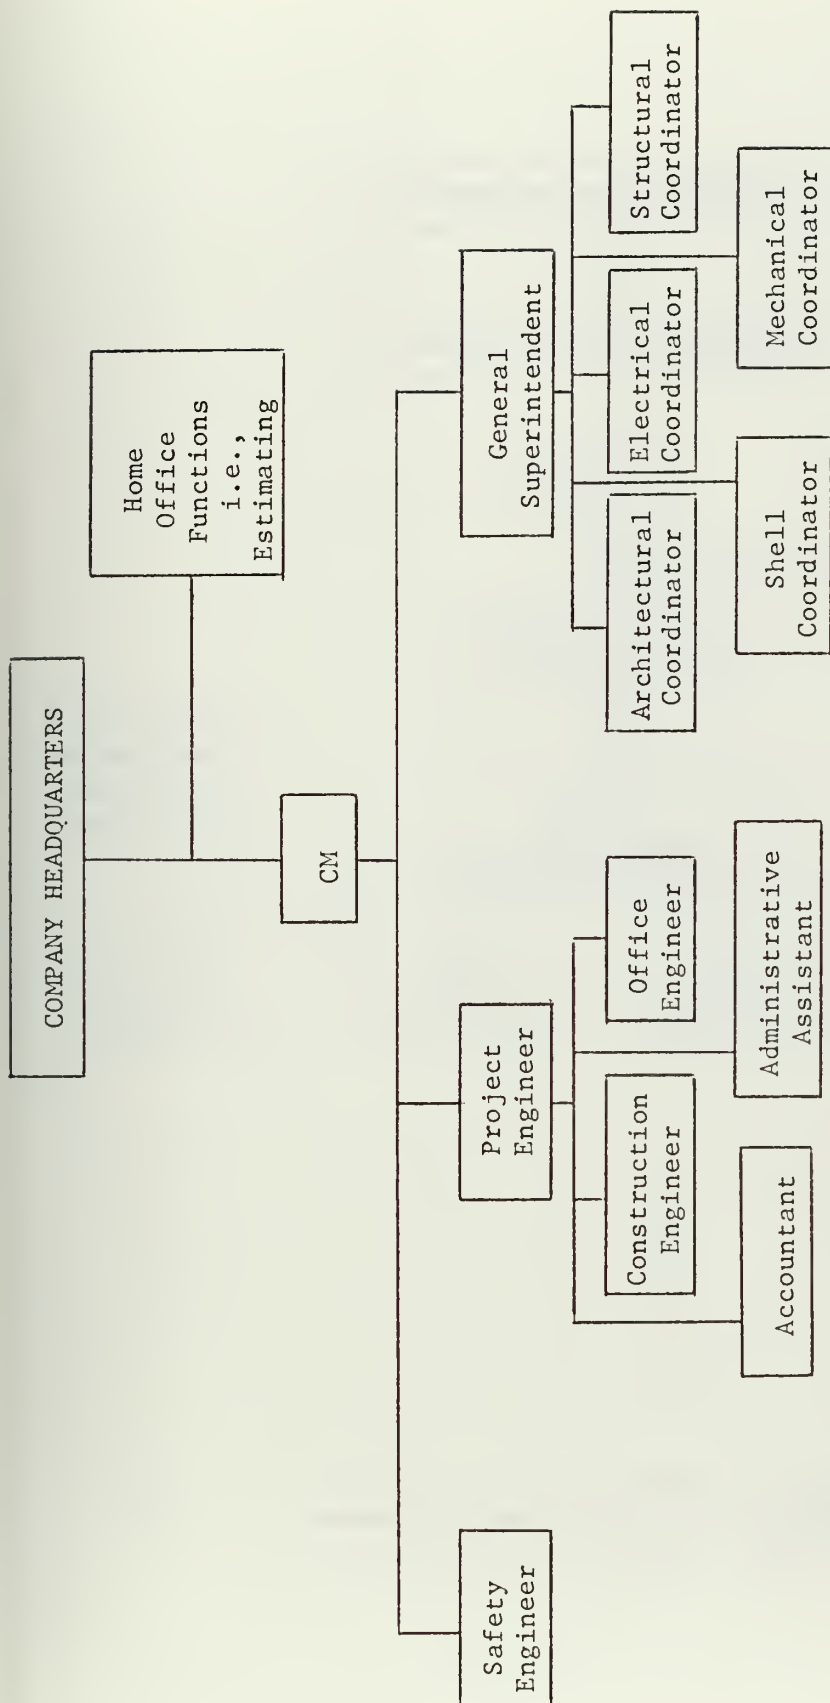 COMPANY HEADQUARTERS
Home
Office
Functions
i.e.,
Estimating
CM
Safety
Engineer
Project
Engineer
General
Superintendent
Construction
Engineer
Office
Engineer
Accountant
Administrative
Assistant
Architectural
Coordinator
Electrical
Coordinator
Structural
Coordinator
Shell
Coordinator
Mechanical
Coordinator